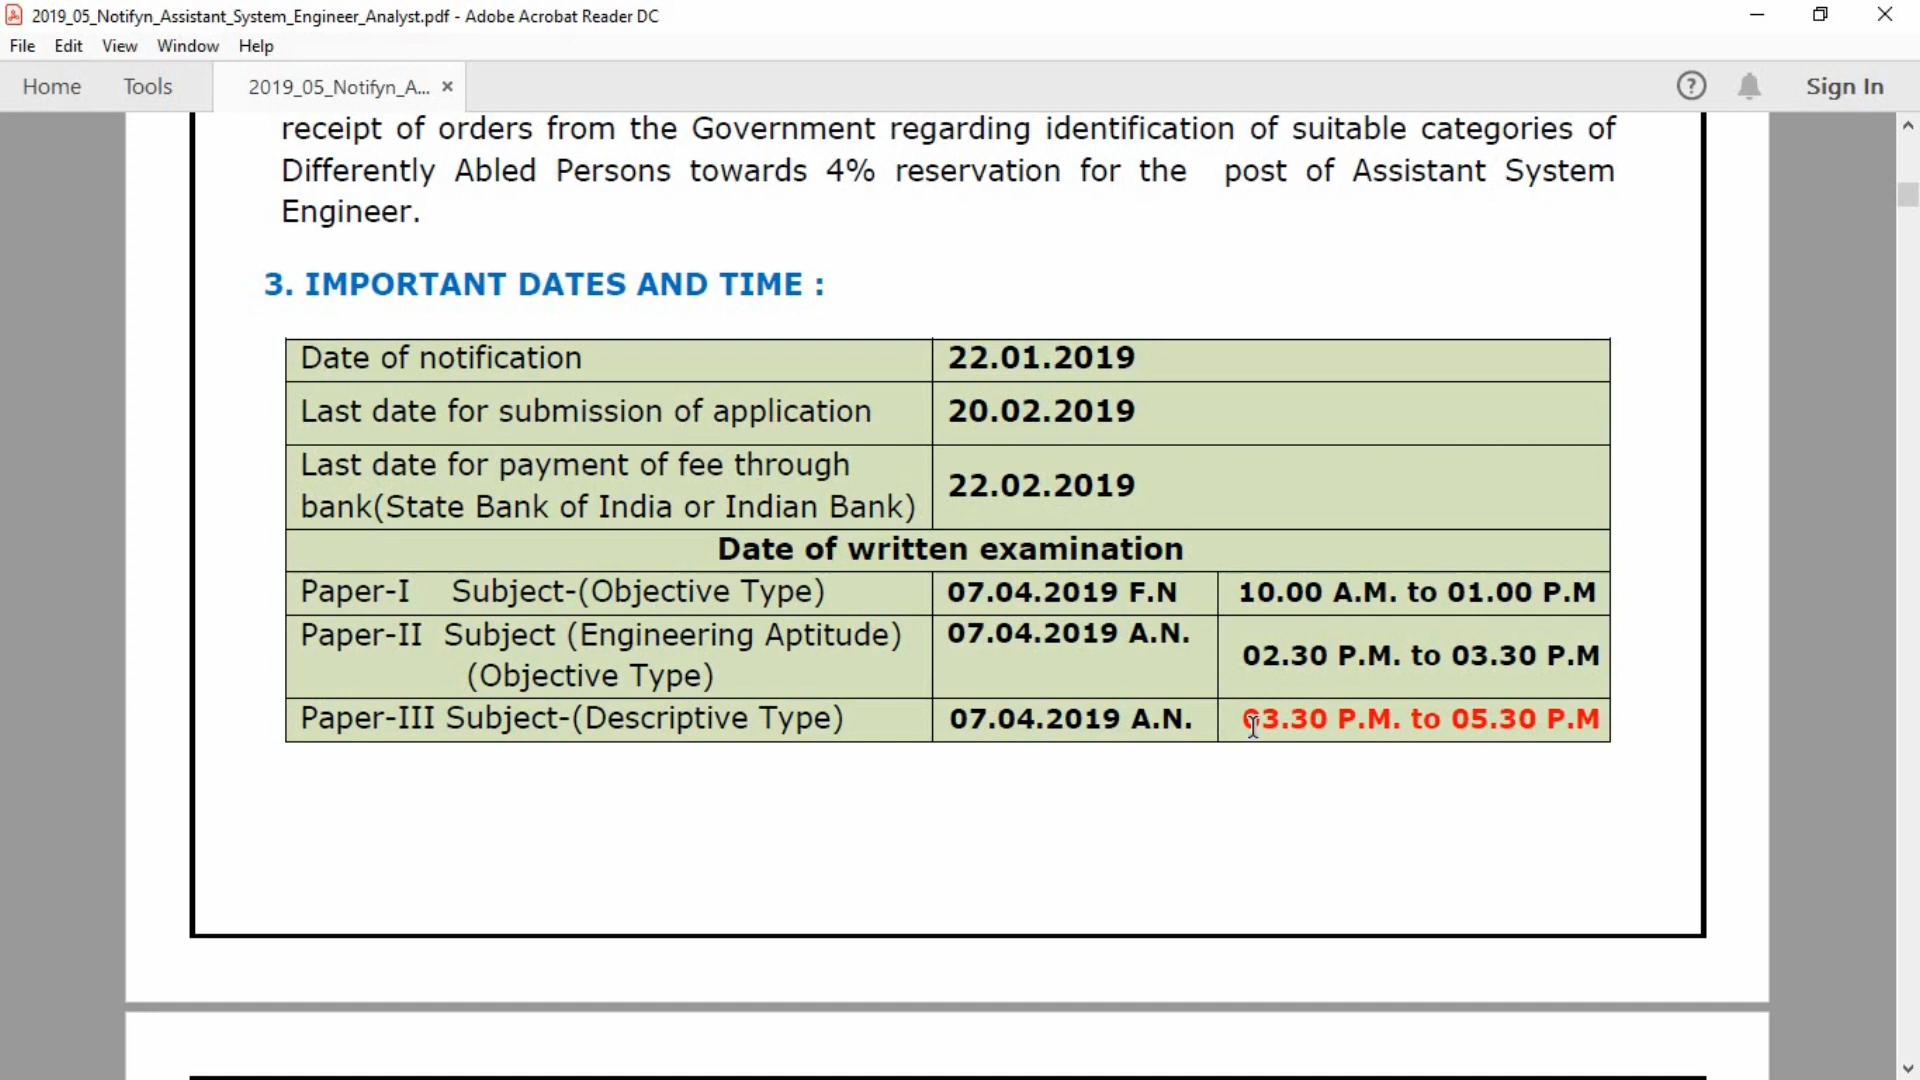 2019_05_Notifyn_Assistant_System_Engineer_Analyst.pdf - Adobe Acrobat Reader DC
File Edit View Window Help
Home Tools 2019_05_Notifyn_A... × Sign In
receipt of orders from the Government regarding identification of suitable categories of
Differently Abled Persons towards 4% reservation for the post of Assistant System
Engineer.
3. IMPORTANT DATES AND TIME :
Date of notification 22.01.2019
Last date for submission of application 20.02.2019
Last date for payment of fee through
bank(State Bank of India or Indian Bank) 22.02.2019
Date of written examination
Paper-I Subject-(Objective Type) 07.04.2019 F.N 10.00 A.M. to 01.00 P.M
Paper-II Subject (Engineering Aptitude) 07.04.2019 A.N. 02.30 P.M. to 03.30 P.M
(Objective Type)
Paper-III Subject-(Descriptive Type) 07.04.2019 A.N. 03.30 P.M. to 05.30 P.M